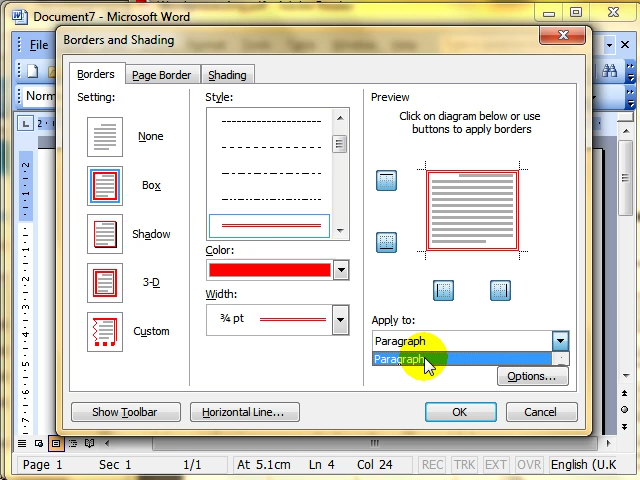 Document7 - Microsoft Word
File
Borders and Shading
Norm
Borders
Page Border
Shading
Setting:
None
Box
Shadow
3-D
Custom
Style:
Color:
Width:
¾ pt
Preview
Click on diagram below or use
buttons to apply borders
Apply to:
Paragraph
Paragraph
Options...
Show Toolbar
Horizontal Line...
OK
Cancel
Page 1
Sec 1
1/1
At 5.1cm
Ln 4
Col 24
REC
TRK
EXT
OVR
English (U.K